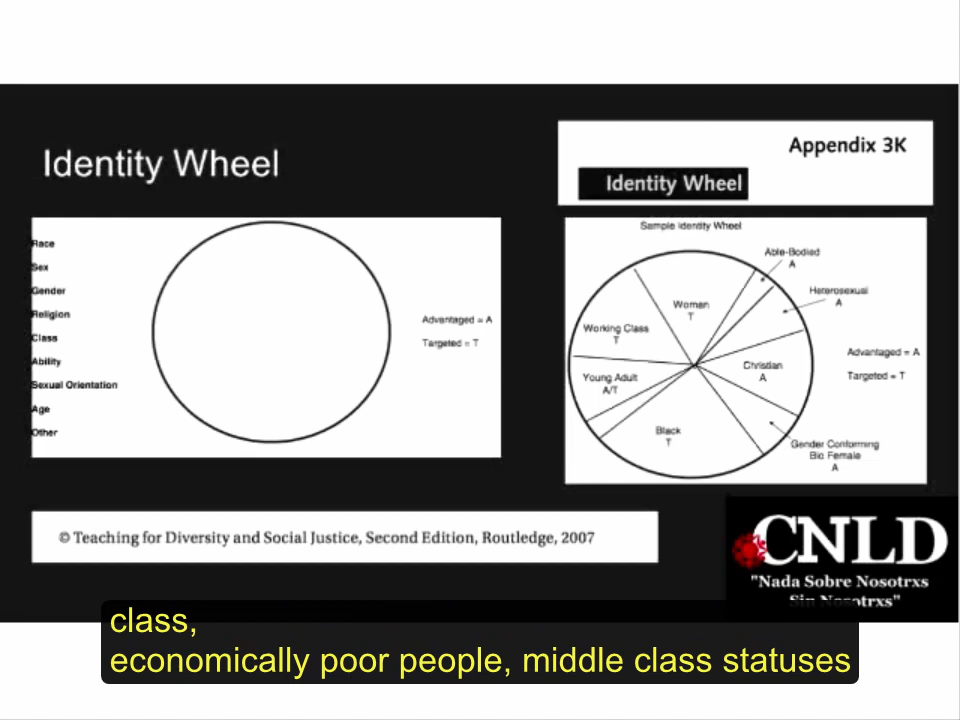 Identity Wheel
Appendix 3K
Identity Wheel
Race
Sex
Gender
Religion
Class
Ability
Sexual Orientation
Age
Other
Advantaged = A
Targeted = T
Sample Identity Wheel
Able-Bodied
A
Heterosexual
A
Woman
T
Working Class
T
Christian
A
Advantaged = A
Targeted = T
Young Adult
A/T
Black
T
Gender Conforming
Bio Female
A
© Teaching for Diversity and Social Justice, Second Edition, Routledge, 2007
CNLD
"Nada Sobre Nosotrxs
Sin Nosotrxs"
class,
economically poor people, middle class statuses